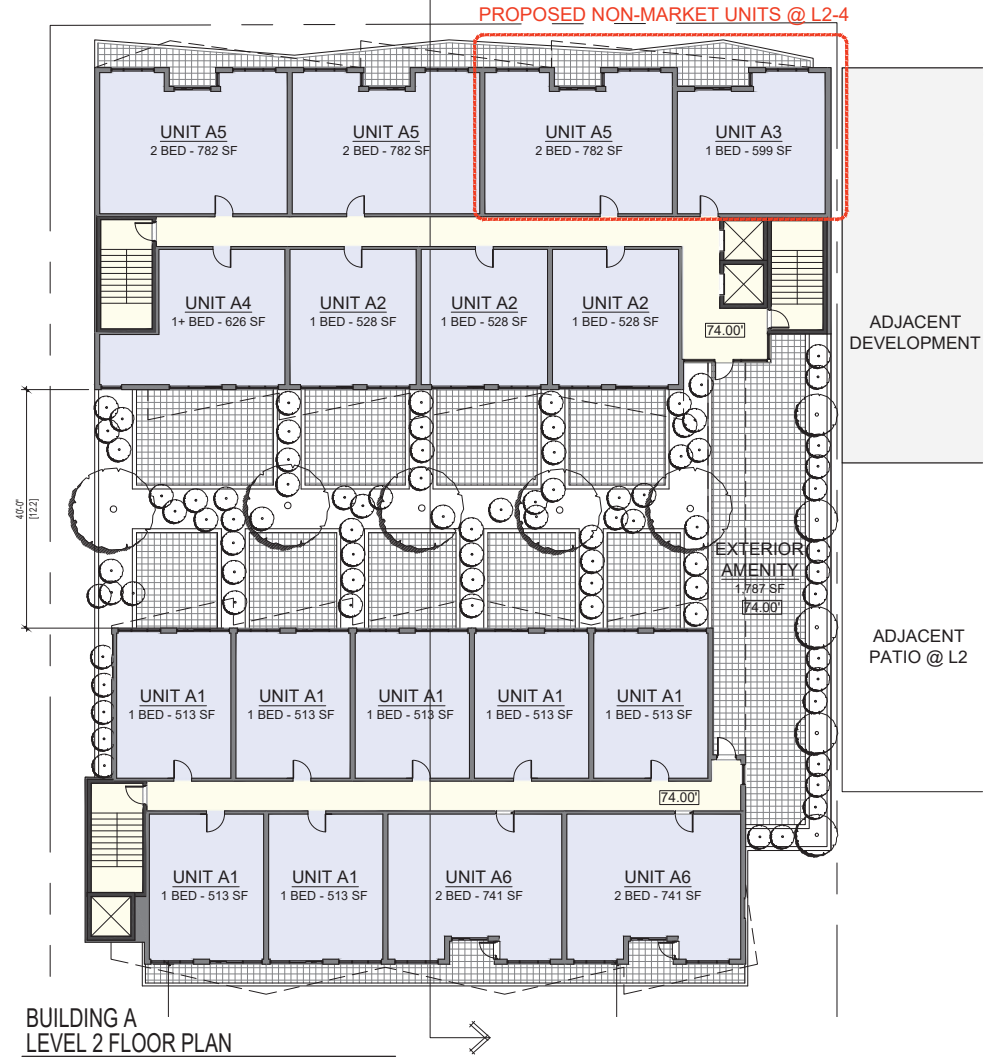 PROPOSED NON-MARKET UNITS @ L2-4
UNIT A5
2 BED - 782 SF
UNIT A5
2 BED - 782 SF
UNIT A5
2 BED - 782 SF
UNIT A3
1 BED - 599 SF
UNIT A4
1+ BED - 626 SF
UNIT A2
1 BED - 528 SF
UNIT A2
1 BED - 528 SF
UNIT A2
1 BED - 528 SF
74.00'
ADJACENT
DEVELOPMENT
40'-0"
[12.2]
EXTERIOR
AMENITY
1,787 SF
74.00'
ADJACENT
PATIO @ L2
UNIT A1
1 BED - 513 SF
UNIT A1
1 BED - 513 SF
UNIT A1
1 BED - 513 SF
UNIT A1
1 BED - 513 SF
UNIT A1
1 BED - 513 SF
74.00'
UNIT A1
1 BED - 513 SF
UNIT A1
1 BED - 513 SF
UNIT A6
2 BED - 741 SF
UNIT A6
2 BED - 741 SF
BUILDING A
LEVEL 2 FLOOR PLAN